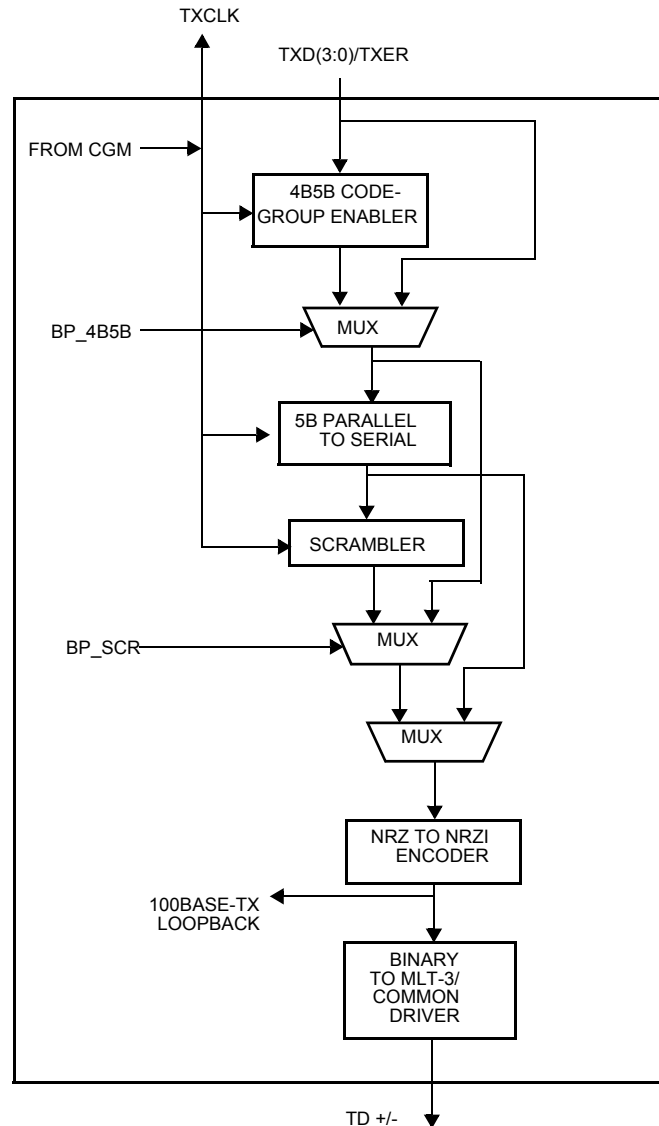 TXCLK
TXD(3:0)/TXER
FROM CGM
4B5B CODE-
GROUP ENABLER
BP_4B5B
MUX
5B PARALLEL
TO SERIAL
SCRAMBLER
BP_SCR
MUX
MUX
NRZ TO NRZI
ENCODER
100BASE-TX
LOOPBACK
BINARY
TO MLT-3/
COMMON
DRIVER
TD +/-